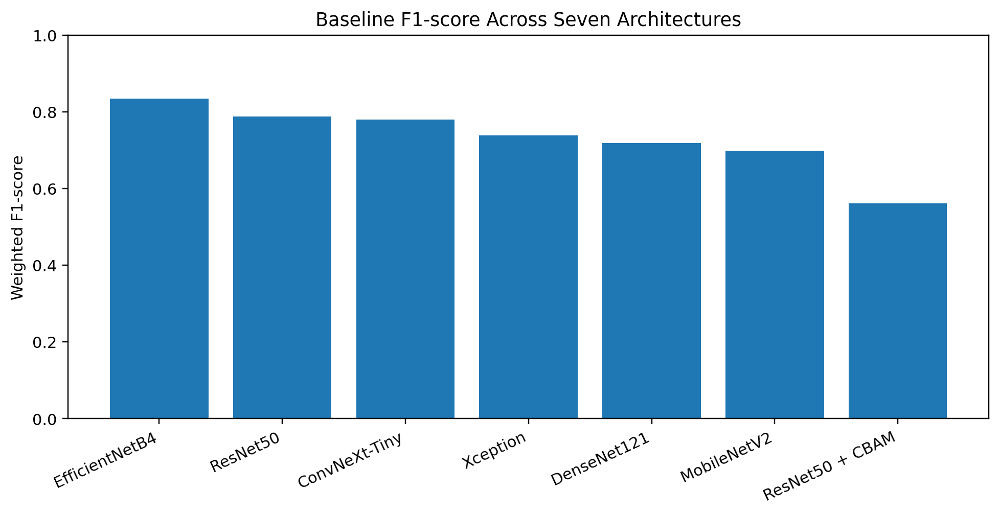 Baseline F1-score Across Seven Architectures
Weighted F1-score
1.0
0.8
0.6
0.4
0.2
0.0
EfficientNetB4
ResNet50
ConvNeXt-Tiny
Xception
DenseNet121
MobileNetV2
ResNet50 + CBAM